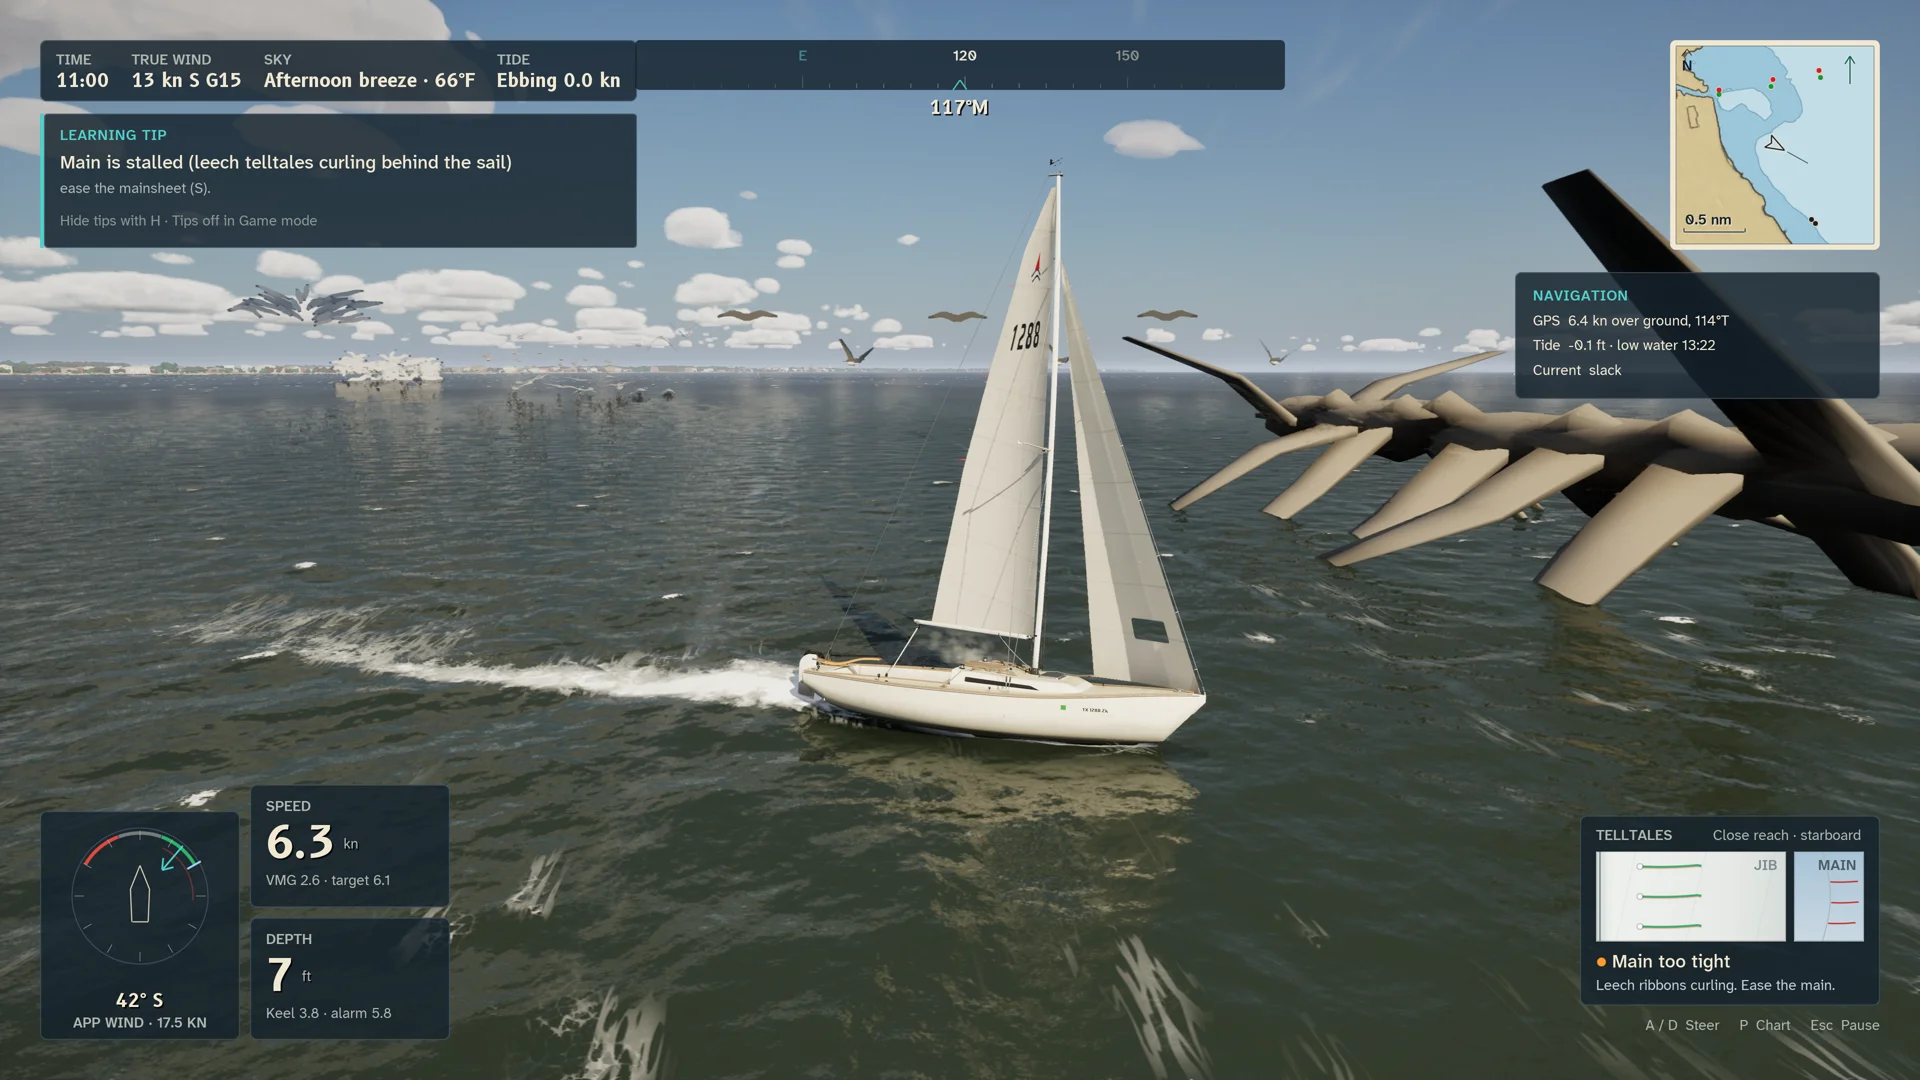 TIME
11:00
TRUE WIND
13 kn S G15
SKY
Afternoon breeze · 66°F
TIDE
Ebbing 0.0 kn
E
120
150
117°M
LEARNING TIP
Main is stalled (leech telltales curling behind the sail)
ease the mainsheet (S).
Hide tips with H · Tips off in Game mode
N
0.5 nm
NAVIGATION
GPS 6.4 kn over ground, 114°T
Tide -0.1 ft · low water 13:22
Current slack
1288
TX 1288 ZL
SPEED
6.3 kn
VMG 2.6 · target 6.1
DEPTH
7 ft
Keel 3.8 · alarm 5.8
42° S
APP WIND · 17.5 KN
TELLTALES
Close reach · starboard
JIB
MAIN
Main too tight
Leech ribbons curling. Ease the main.
A / D Steer P Chart Esc Pause